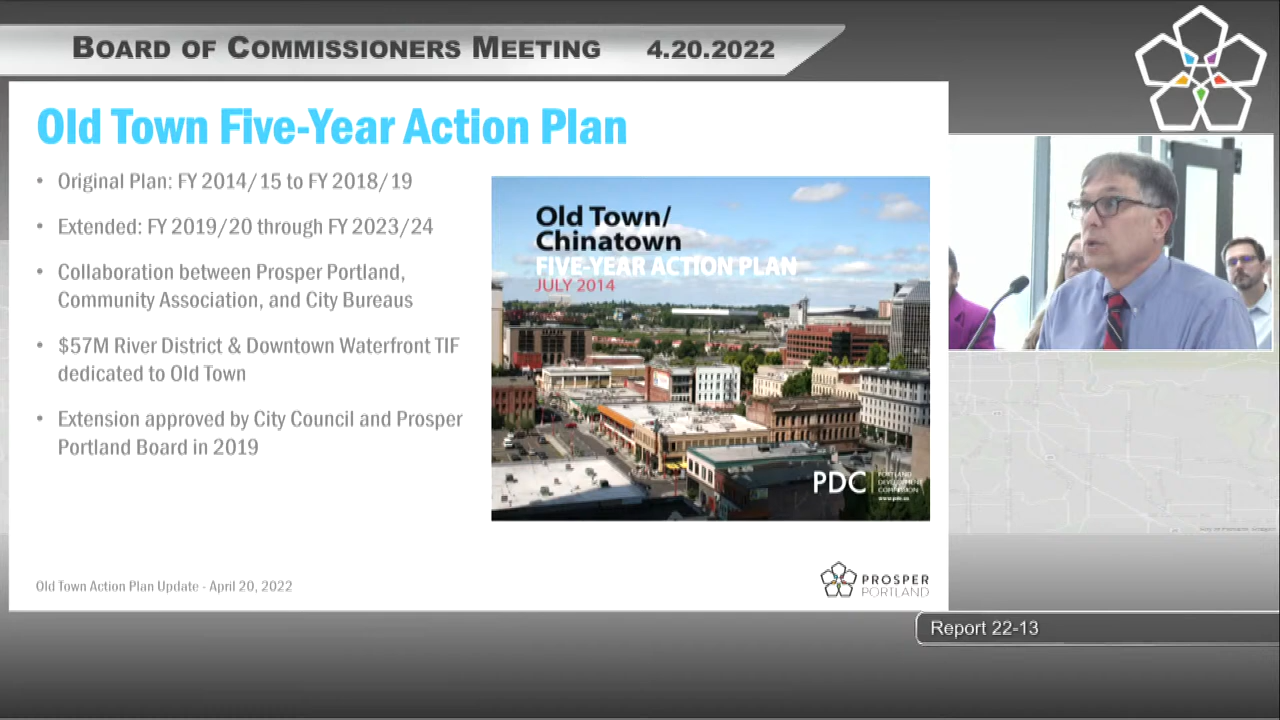 BOARD OF COMMISSIONERS MEETING 4.20.2022
Old Town Five-Year Action Plan
• Original Plan: FY 2014/15 to FY 2018/19
• Extended: FY 2019/20 through FY 2023/24
• Collaboration between Prosper Portland,
Community Association, and City Bureaus
• $57M River District & Downtown Waterfront TIF
dedicated to Old Town
• Extension approved by City Council and Prosper
Portland Board in 2019
Old Town/
Chinatown
FIVE-YEAR ACTION PLAN
JULY 2014
PDC
PORTLAND
DEVELOPMENT
COMMISSION
www.pdc.us
Old Town Action Plan Update - April 20, 2022
PROSPER
PORTLAND
Report 22-13